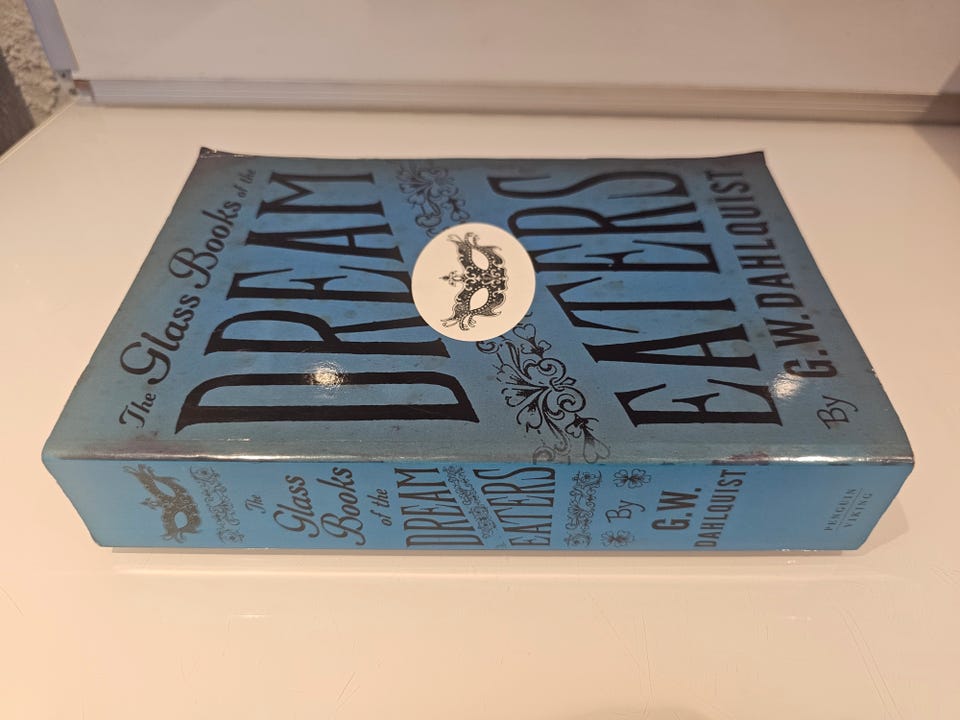 The Glass Books of the
DREAM
EATERS
By G.W. DAHLQUIST
The
Glass
Books
of the
DREAM
EATERS
By
G.W.
DAHLQUIST
PENGUIN
VIKING